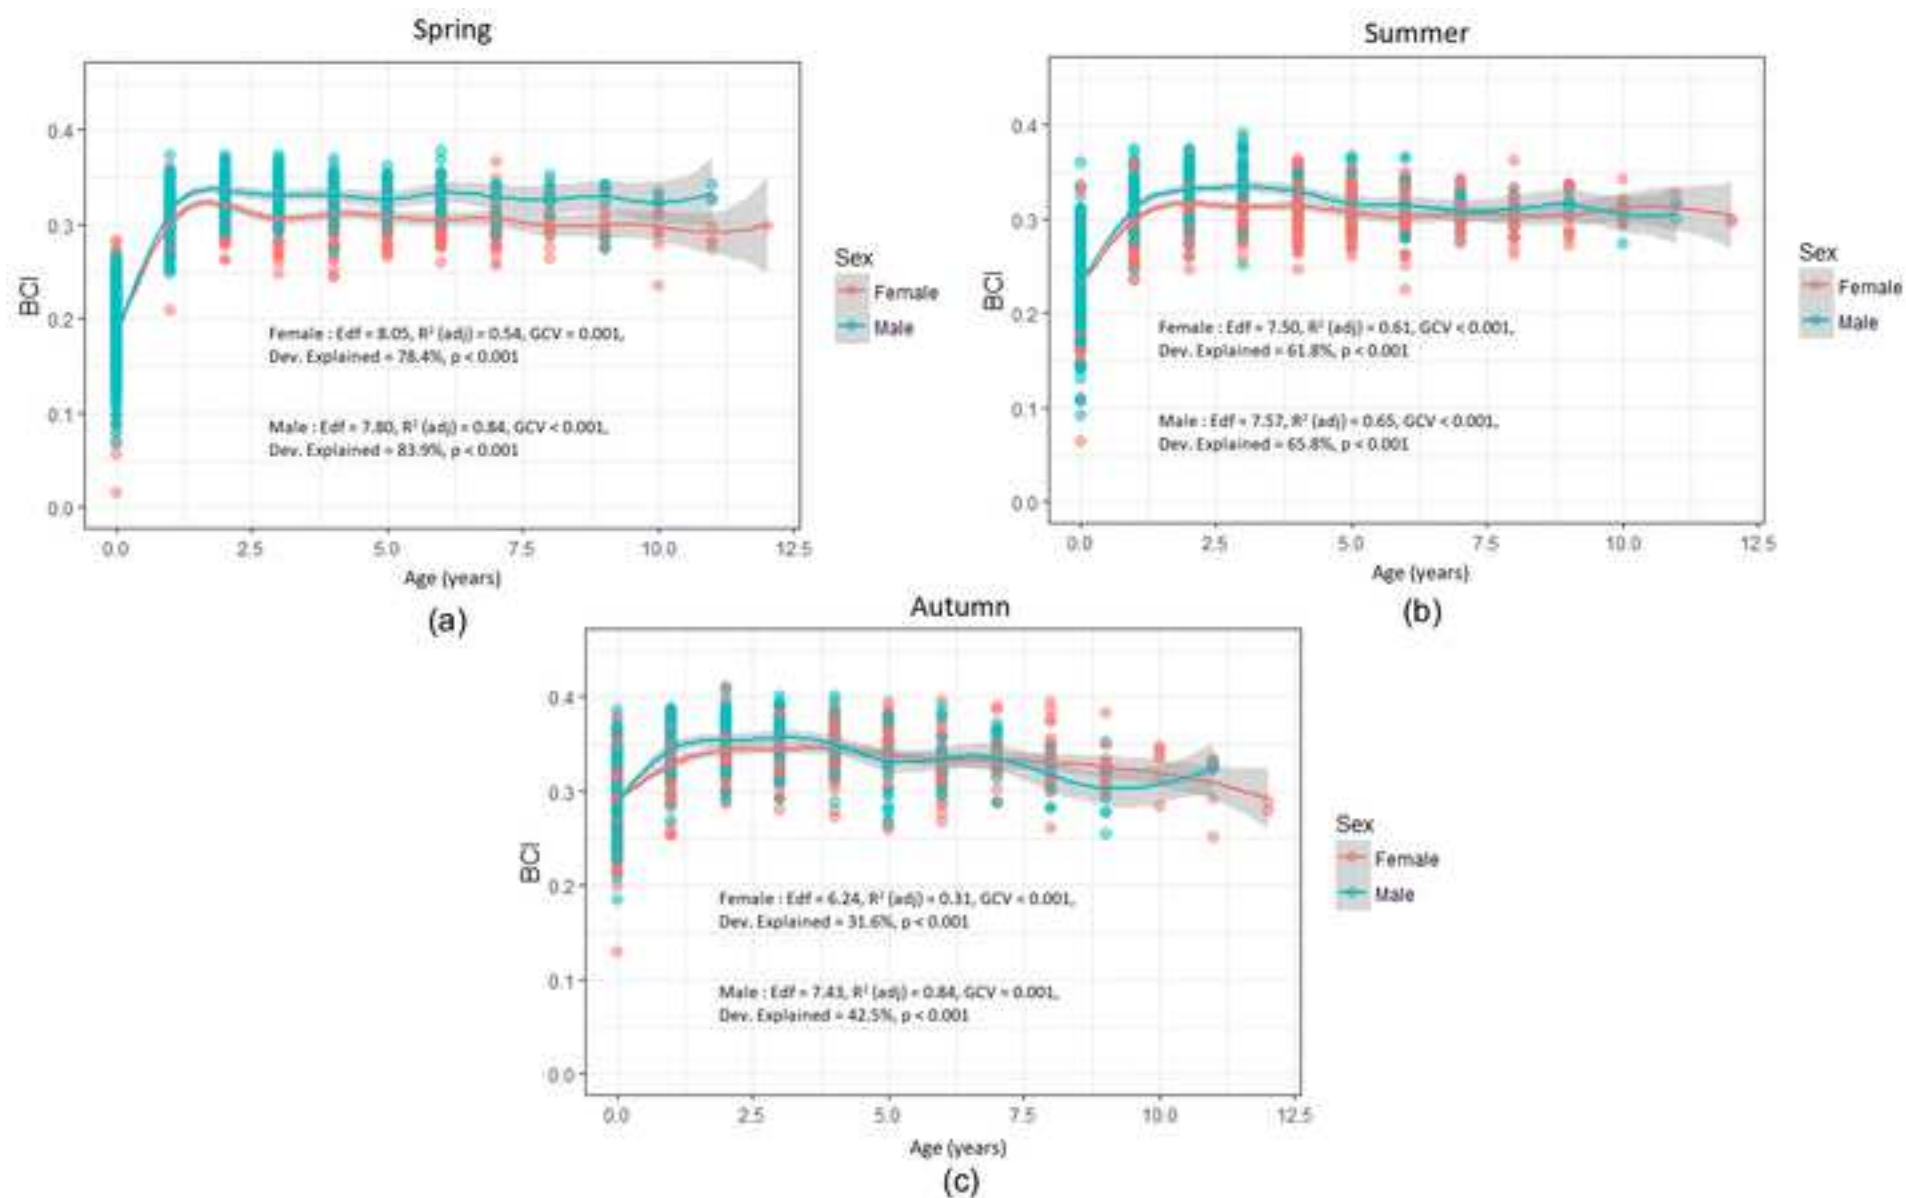 Spring
0.4
0.3
0.2
0.1
0.0
BCI
Female : Edf = 8.05, R² (adj) = 0.54, GCV = 0.001,
Dev. Explained = 78.4%, p < 0.001
Male : Edf = 7.80, R² (adj) = 0.84, GCV < 0.001,
Dev. Explained = 83.9%, p < 0.001
0.0 2.5 5.0 7.5 10.0 12.5
Age (years)
(a)
Sex
Female
Male
Summer
0.4
0.3
0.2
0.1
0.0
BCI
Female : Edf = 7.50, R² (adj) = 0.61, GCV < 0.001,
Dev. Explained = 61.8%, p < 0.001
Male : Edf = 7.57, R² (adj) = 0.65, GCV < 0.001,
Dev. Explained = 65.8%, p < 0.001
0.0 2.5 5.0 7.5 10.0 12.5
Age (years)
(b)
Sex
Female
Male
Autumn
0.4
0.3
0.2
0.1
0.0
BCI
Female : Edf = 6.24, R² (adj) = 0.31, GCV < 0.001,
Dev. Explained = 31.6%, p < 0.001
Male : Edf = 7.43, R² (adj) = 0.84, GCV = 0.001,
Dev. Explained = 42.5%, p < 0.001
0.0 2.5 5.0 7.5 10.0 12.5
Age (years)
(c)
Sex
Female
Male